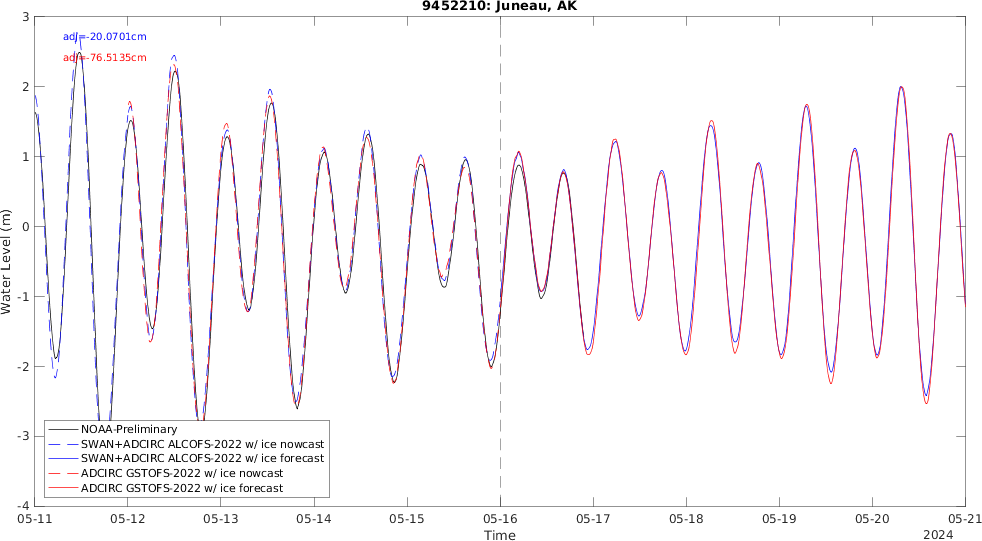 9452210: Juneau, AK
adj=-20.0701cm
adj=-76.5135cm
Water Level (m)
3
2
1
0
-1
-2
-3
-4
NOAA-Preliminary
SWAN+ADCIRC ALCOFS-2022 w/ ice nowcast
SWAN+ADCIRC ALCOFS-2022 w/ ice forecast
ADCIRC GSTOFS-2022 w/ ice nowcast
ADCIRC GSTOFS-2022 w/ ice forecast
05-11 05-12 05-13 05-14 05-15 05-16 05-17 05-18 05-19 05-20 05-21
Time
2024